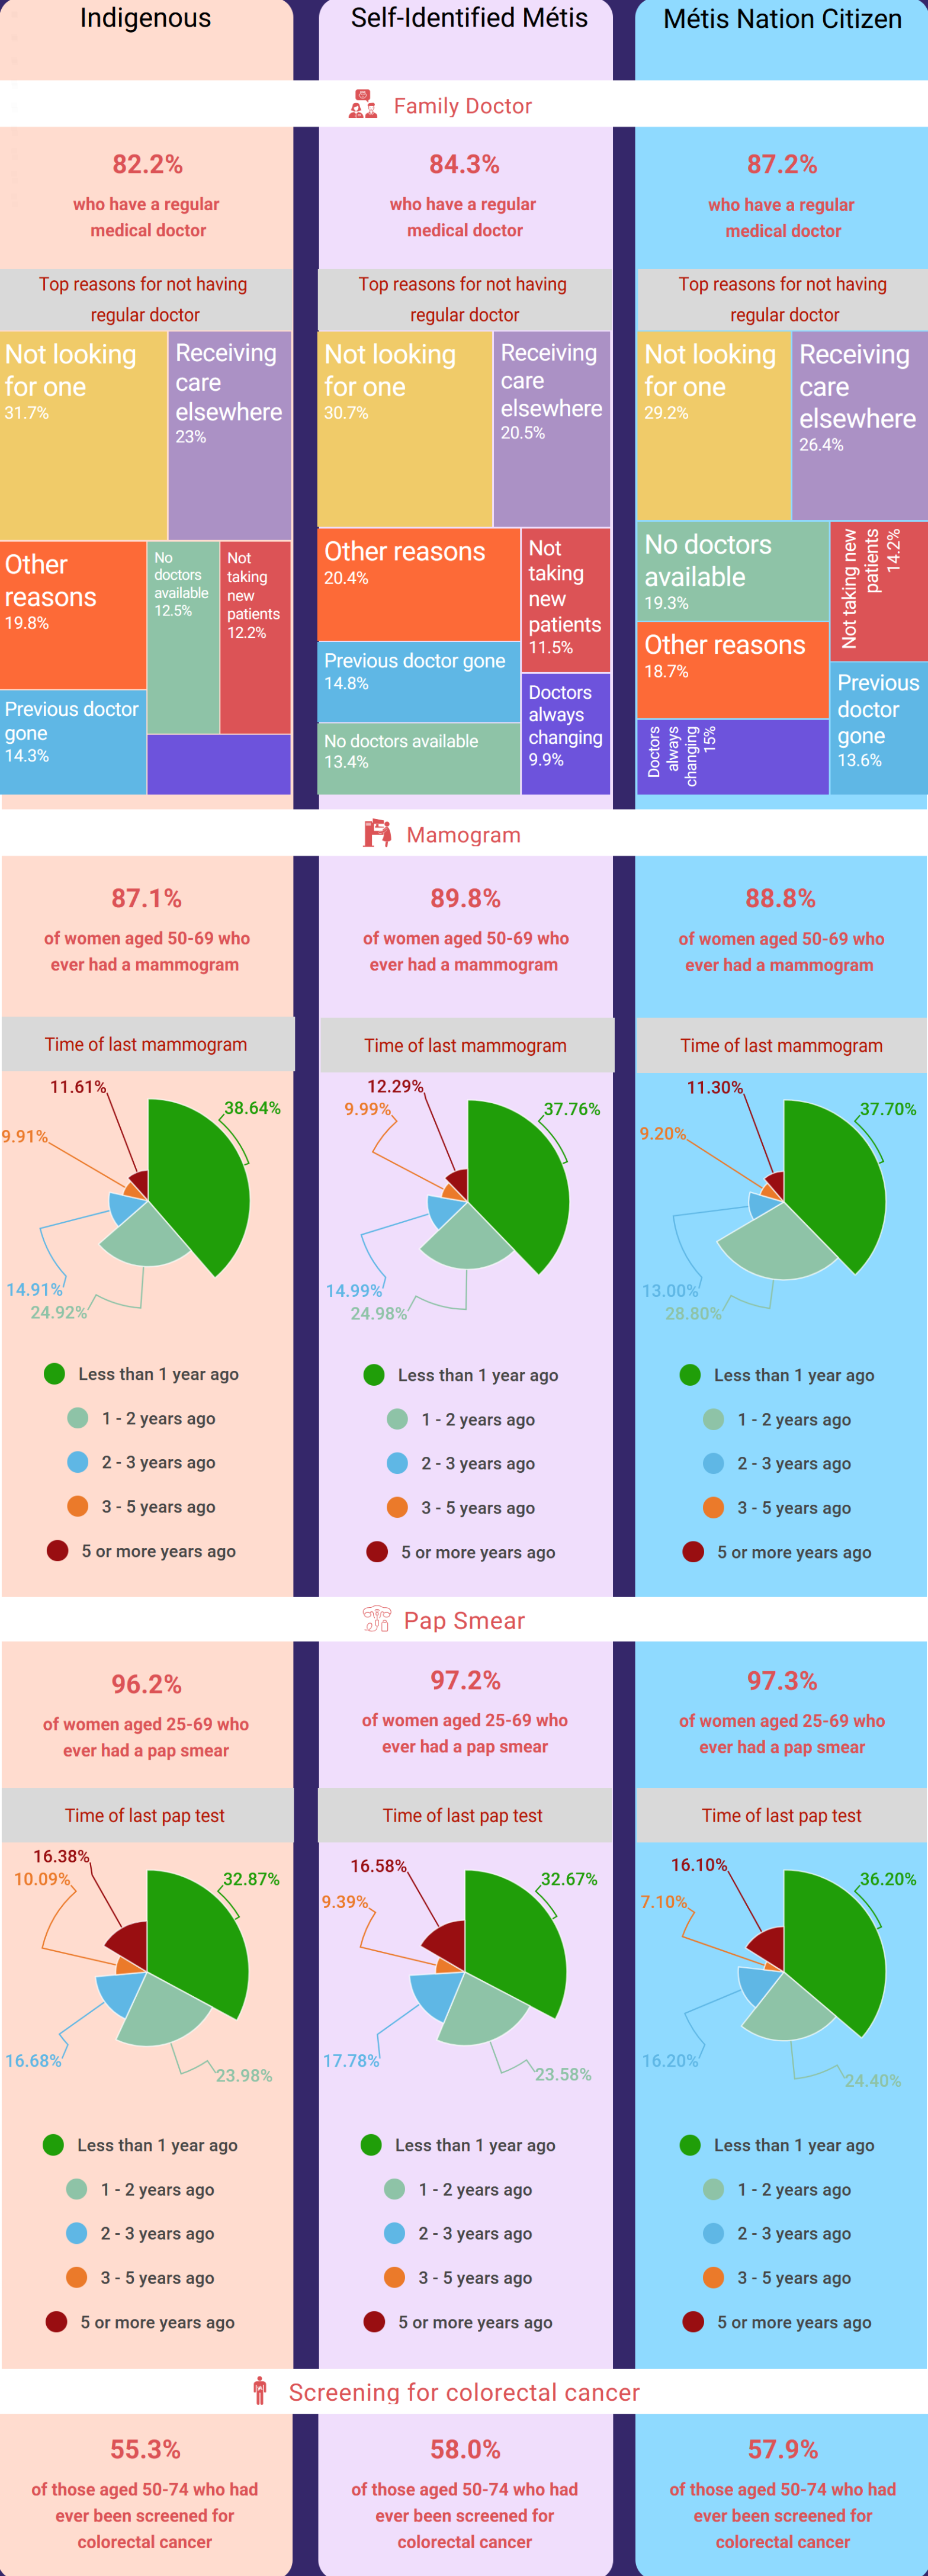 Indigenous
Self-Identified Métis
Métis Nation Citizen
Family Doctor
82.2%
who have a regular
medical doctor
84.3%
who have a regular
medical doctor
87.2%
who have a regular
medical doctor
Top reasons for not having
regular doctor
Top reasons for not having
regular doctor
Top reasons for not having
regular doctor
Not looking
for one
31.7%
Receiving
care
elsewhere
23%
Other
reasons
19.8%
No
doctors
available
12.5%
Not
taking
new
patients
12.2%
Previous doctor
gone
14.3%
Not looking
for one
30.7%
Receiving
care
elsewhere
20.5%
Other reasons
20.4%
Not
taking
new
patients
11.5%
Previous doctor gone
14.8%
Doctors
always
changing
9.9%
No doctors available
13.4%
Not looking
for one
29.2%
Receiving
care
elsewhere
26.4%
No doctors
available
19.3%
Not taking new
patients
14.2%
Other reasons
18.7%
Previous
doctor
gone
13.6%
Doctors
always
changing
15%
Mamogram
87.1%
of women aged 50-69 who
ever had a mammogram
89.8%
of women aged 50-69 who
ever had a mammogram
88.8%
of women aged 50-69 who
ever had a mammogram
Time of last mammogram
Time of last mammogram
Time of last mammogram
11.61%
38.64%
9.91%
14.91%
24.92%
12.29%
9.99%
37.76%
14.99%
24.98%
11.30%
37.70%
9.20%
13.00%
28.80%
Less than 1 year ago
1 - 2 years ago
2 - 3 years ago
3 - 5 years ago
5 or more years ago
Less than 1 year ago
1 - 2 years ago
2 - 3 years ago
3 - 5 years ago
5 or more years ago
Less than 1 year ago
1 - 2 years ago
2 - 3 years ago
3 - 5 years ago
5 or more years ago
Pap Smear
96.2%
of women aged 25-69 who
ever had a pap smear
97.2%
of women aged 25-69 who
ever had a pap smear
97.3%
of women aged 25-69 who
ever had a pap smear
Time of last pap test
Time of last pap test
Time of last pap test
16.38%
10.09%
32.87%
16.68%
23.98%
16.58%
32.67%
9.39%
17.78%
23.58%
16.10%
36.20%
7.10%
16.20%
24.40%
Less than 1 year ago
1 - 2 years ago
2 - 3 years ago
3 - 5 years ago
5 or more years ago
Less than 1 year ago
1 - 2 years ago
2 - 3 years ago
3 - 5 years ago
5 or more years ago
Less than 1 year ago
1 - 2 years ago
2 - 3 years ago
3 - 5 years ago
5 or more years ago
Screening for colorectal cancer
55.3%
of those aged 50-74 who had
ever been screened for
colorectal cancer
58.0%
of those aged 50-74 who had
ever been screened for
colorectal cancer
57.9%
of those aged 50-74 who had
ever been screened for
colorectal cancer